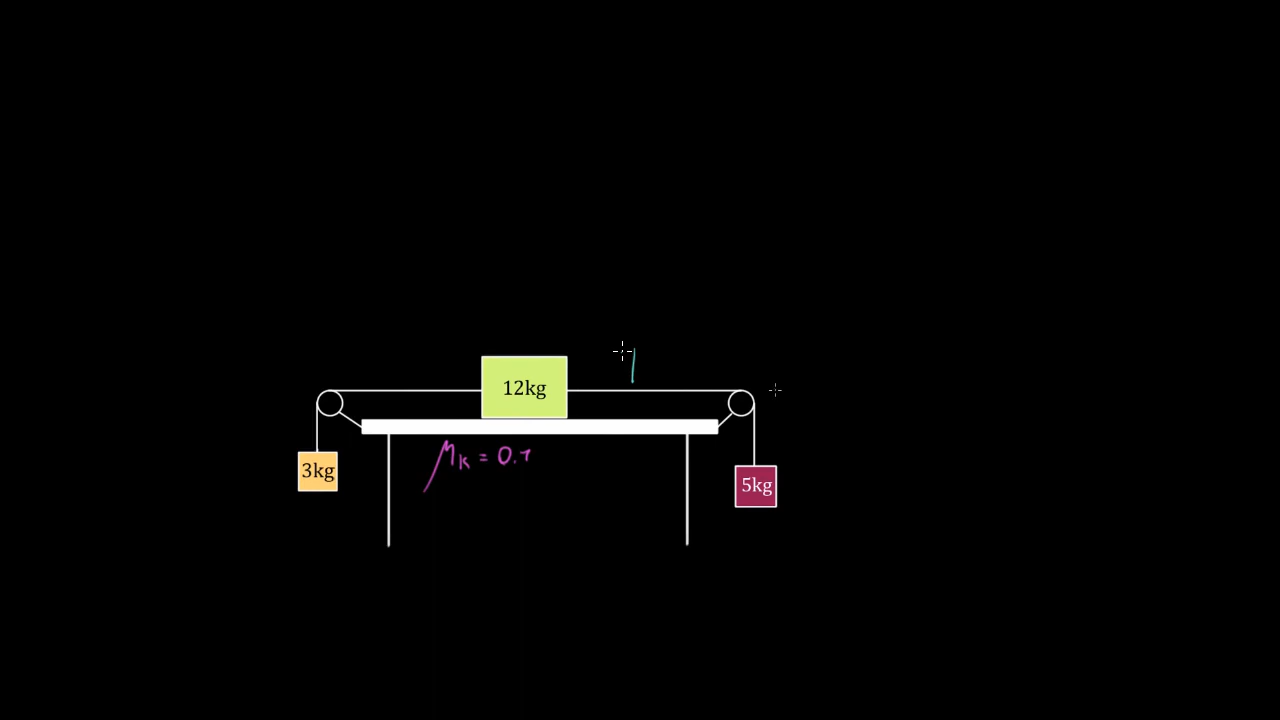 12kg
3kg
5kg
μk = 0.1